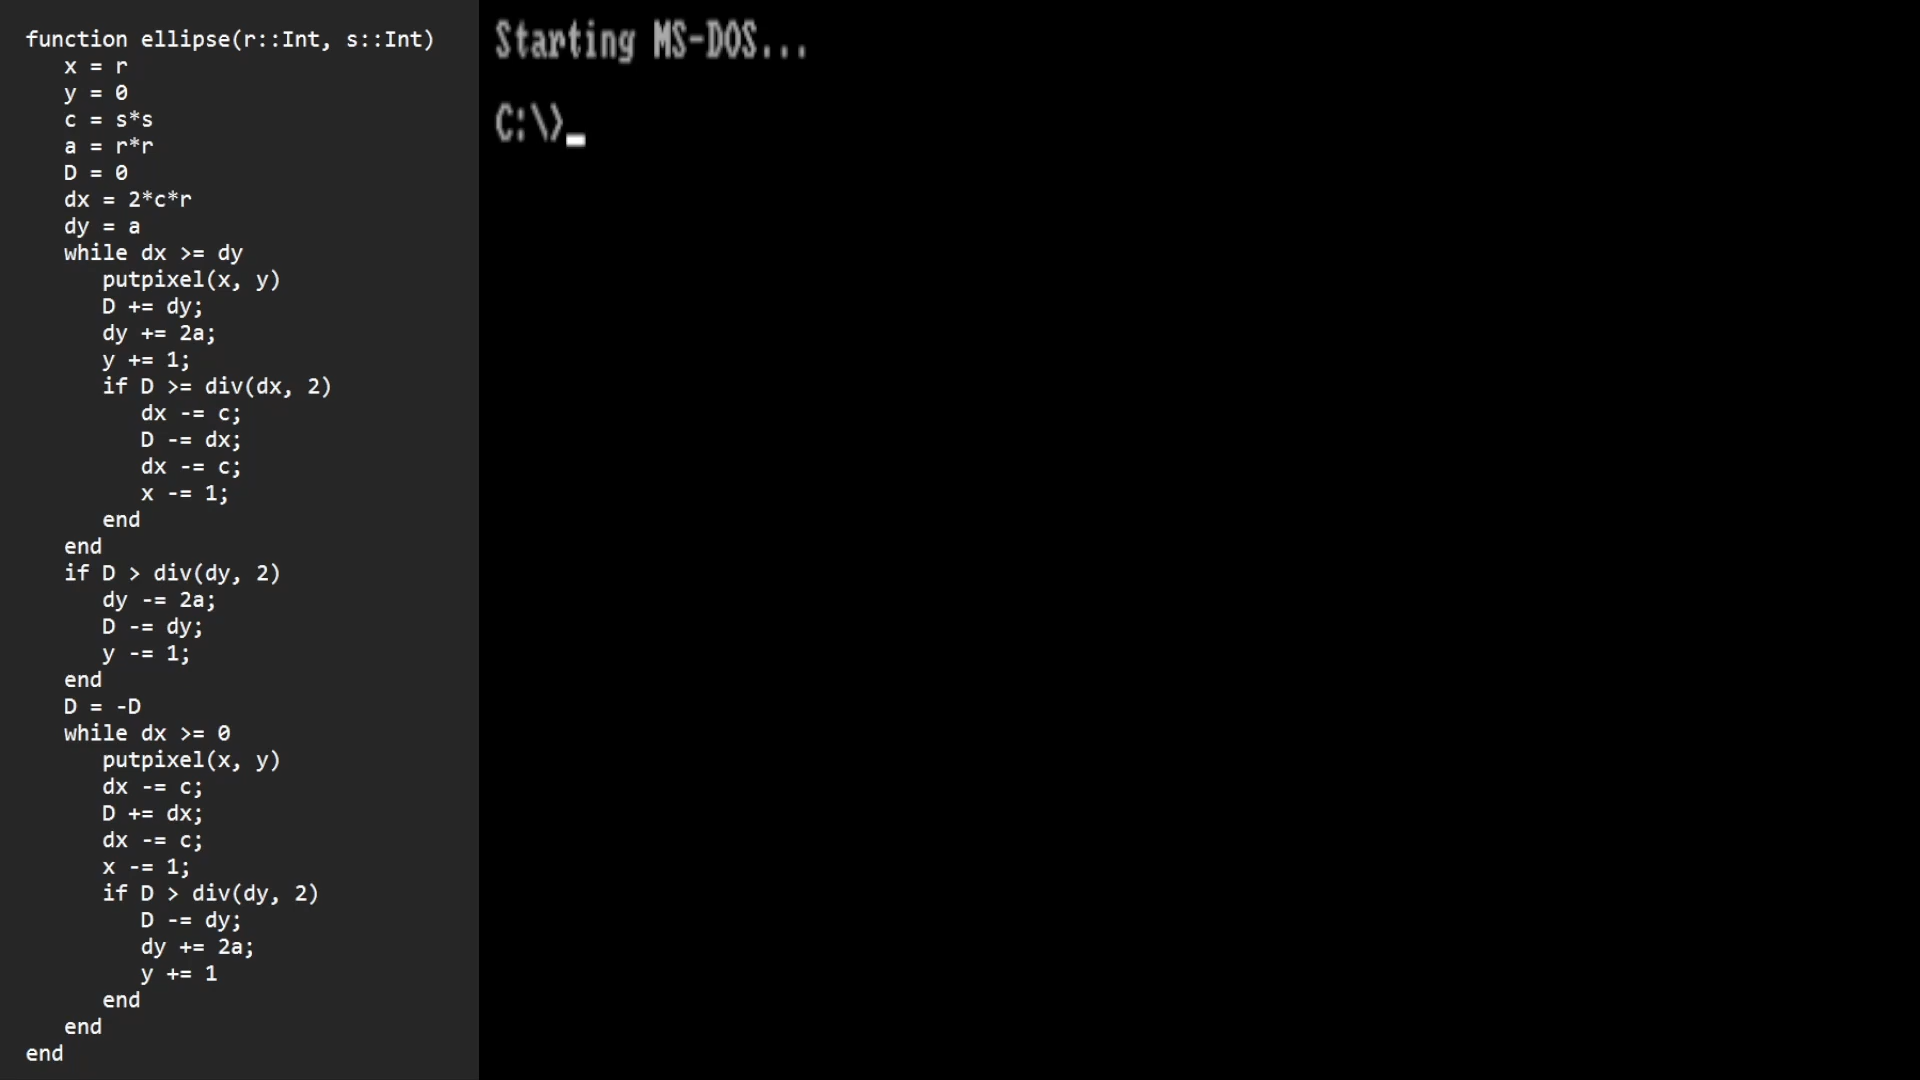 function ellipse(r::Int, s::Int)
   x = r
   y = 0
   c = s*s
   a = r*r
   D = 0
   dx = 2*c*r
   dy = a
   while dx >= dy
      putpixel(x, y)
      D += dy;
      dy += 2a;
      y += 1;
      if D >= div(dx, 2)
         dx -= c;
         D -= dx;
         dx -= c;
         x -= 1;
      end
   end
   if D > div(dy, 2)
      dy -= 2a;
      D -= dy;
      y -= 1;
   end
   D = -D
   while dx >= 0
      putpixel(x, y)
      dx -= c;
      D += dx;
      dx -= c;
      x -= 1;
      if D > div(dy, 2)
         D -= dy;
         dy += 2a;
         y += 1
      end
   end
end
Starting MS-DOS...
C:\>_